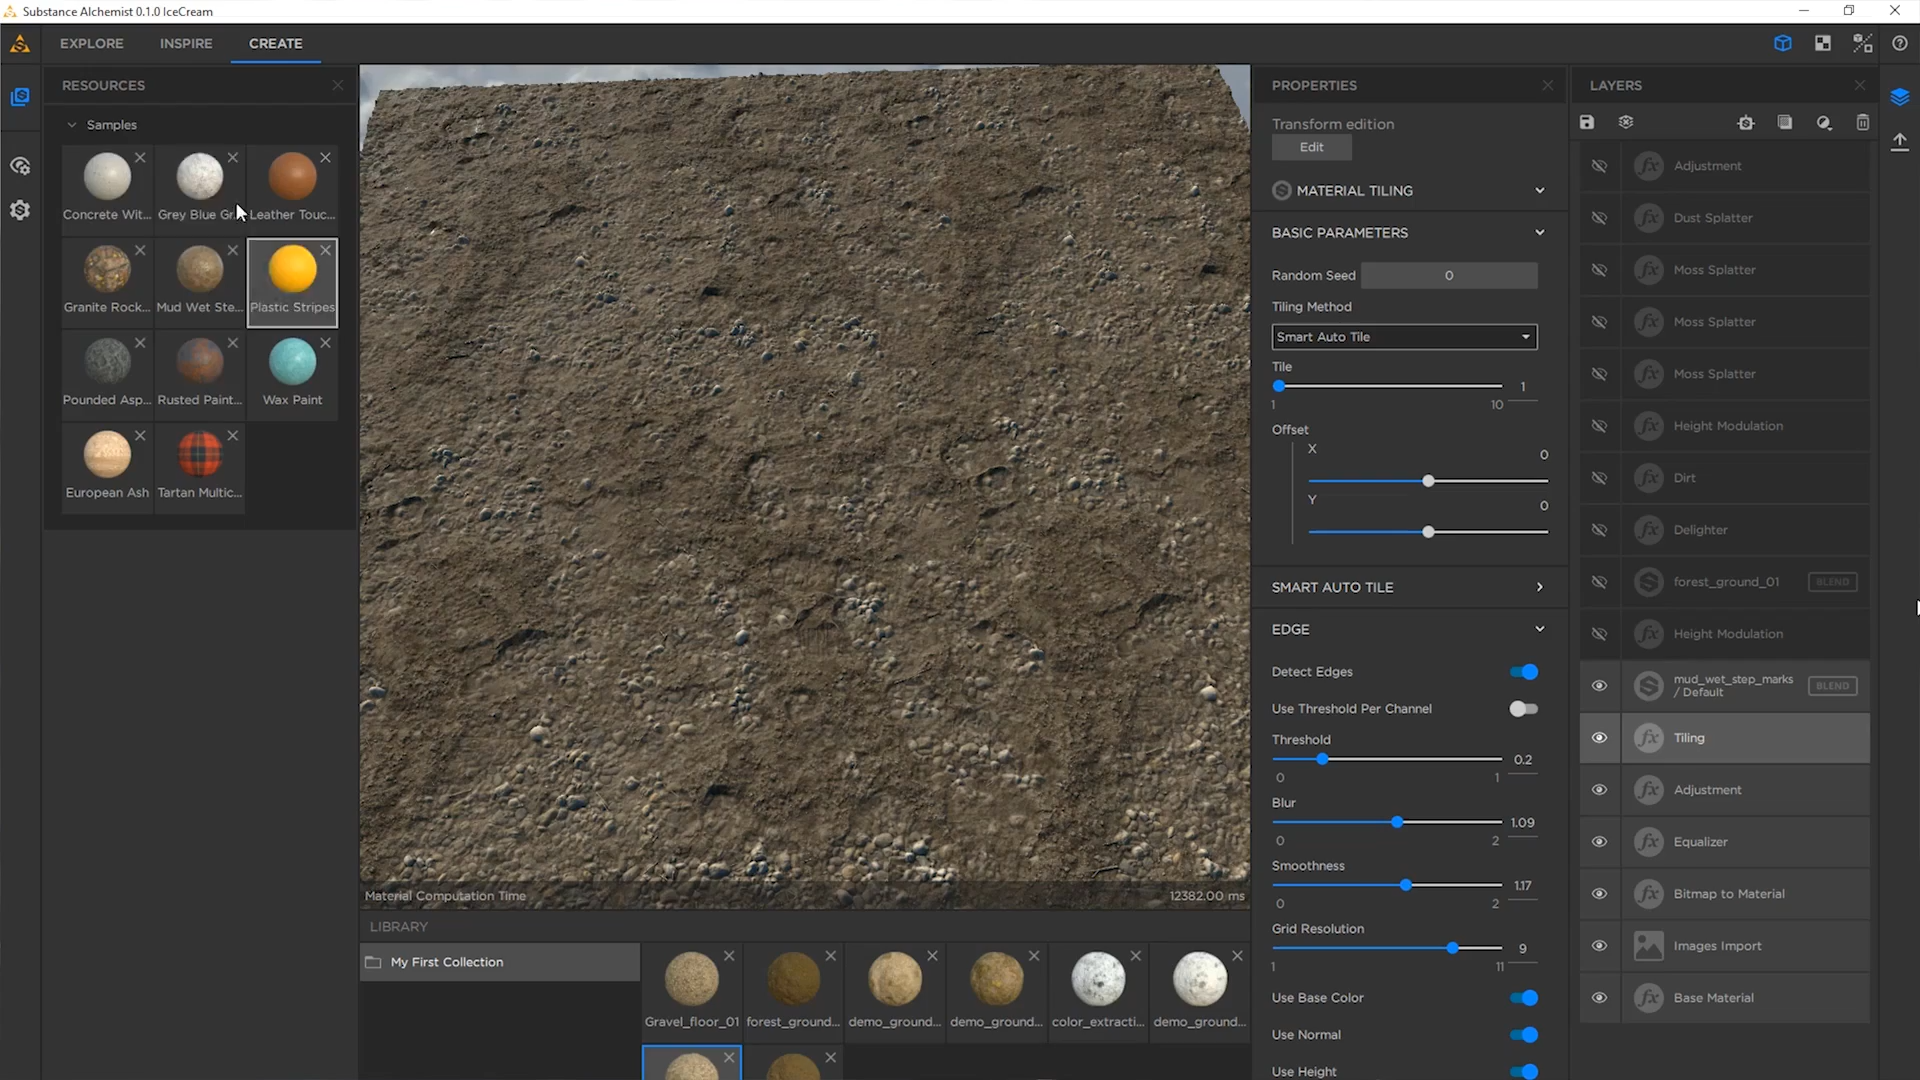 Substance Alchemist 0.1.0 IceCream
EXPLORE
INSPIRE
CREATE
RESOURCES
Samples
Concrete Wit...
Grey Blue Gr...
Leather Touc...
Granite Rock...
Mud Wet Ste...
Plastic Stripes
Pounded Asp...
Rusted Paint...
Wax Paint
European Ash
Tartan Multic...
Material Computation Time
12382.00 ms
LIBRARY
My First Collection
Gravel_floor_01
forest_ground...
demo_ground...
demo_ground...
color_extracti...
demo_ground...
PROPERTIES
Transform edition
Edit
MATERIAL TILING
BASIC PARAMETERS
Random Seed
0
Tiling Method
Smart Auto Tile
Tile
1
1
10
Offset
X
0
Y
0
SMART AUTO TILE
EDGE
Detect Edges
Use Threshold Per Channel
Threshold
0.2
0
1
Blur
1.09
0
2
Smoothness
1.17
0
2
Grid Resolution
9
1
11
Use Base Color
Use Normal
Use Height
LAYERS
Adjustment
Dust Splatter
Moss Splatter
Moss Splatter
Moss Splatter
Height Modulation
Dirt
Delighter
forest_ground_01
BLEND
Height Modulation
mud_wet_step_marks
/ Default
BLEND
Tiling
Adjustment
Equalizer
Bitmap to Material
Images Import
Base Material